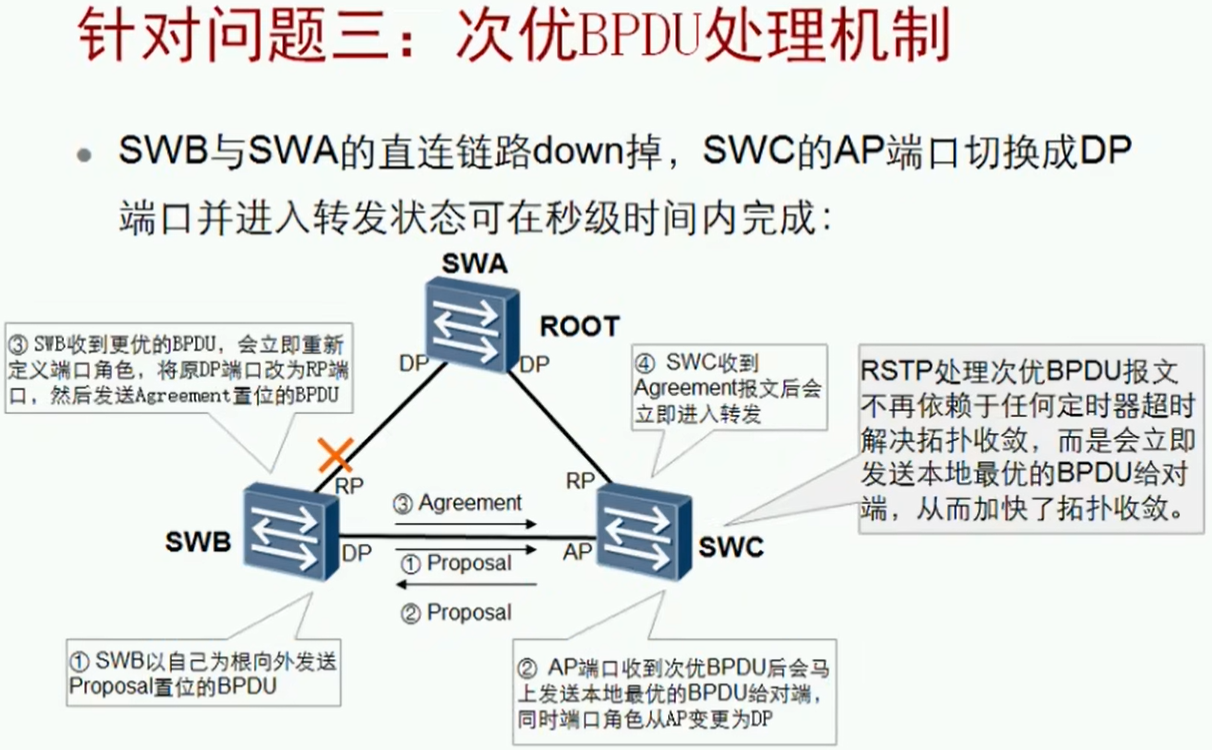 针对问题三：次优BPDU处理机制
● SWB与SWA的直连链路down掉，SWC的AP端口切换成DP
端口并进入转发状态可在秒级时间内完成：
SWA
ROOT
DP
DP
③ SWB收到更优的BPDU，会立即重新
定义端口角色，将原DP端口改为RP端
口，然后发送Agreement置位的BPDU
④ SWC收到
Agreement报文后会
立即进入转发
RSTP处理次优BPDU报文
不再依赖于任何定时器超时
解决拓扑收敛，而是会立即
发送本地最优的BPDU给对
端，从而加快了拓扑收敛。
RP
RP
③ Agreement
SWB
DP
AP
SWC
① Proposal
② Proposal
① SWB以自己为根向外发送
Proposal置位的BPDU
② AP端口收到次优BPDU后会马
上发送本地最优的BPDU给对端，
同时端口角色从AP变更为DP